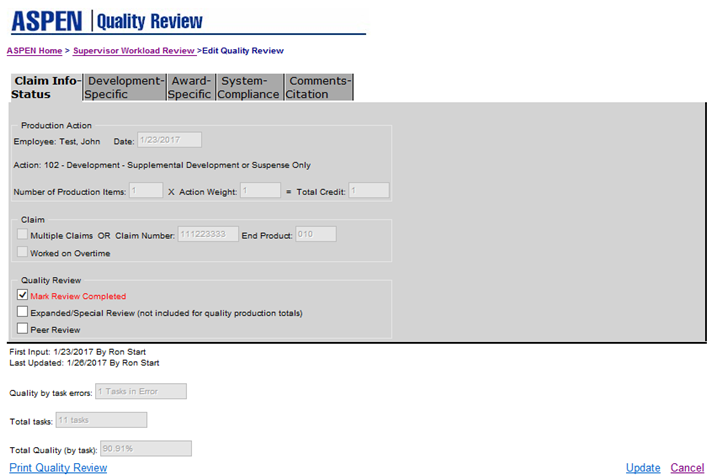 ASPEN | Quality Review
ASPEN Home > Supervisor Workload Review >Edit Quality Review
Claim Info- Development- Award- System- Comments-
Status Specific Specific Compliance Citation
Production Action
Employee: Test, John Date: 1/23/2017
Action: 102 - Development - Supplemental Development or Suspense Only
Number of Production Items: 1 X Action Weight: 1 = Total Credit: 1
Claim
Multiple Claims OR Claim Number: 111223333 End Product: 010
Worked on Overtime
Quality Review
Mark Review Completed
Expanded/Special Review (not included for quality production totals)
Peer Review
First Input: 1/23/2017 By Ron Start
Last Updated: 1/26/2017 By Ron Start
Quality by task errors: 1 Tasks in Error
Total tasks: 11 tasks
Total Quality (by task): 90.91%
Print Quality Review Update Cancel